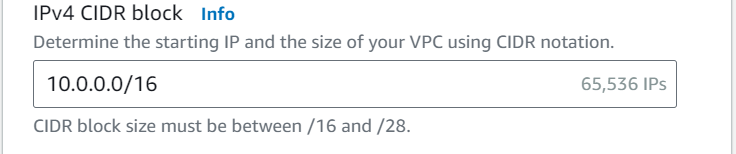 IPv4 CIDR block Info
Determine the starting IP and the size of your VPC using CIDR notation.
10.0.0.0/16 65,536 IPs
CIDR block size must be between /16 and /28.